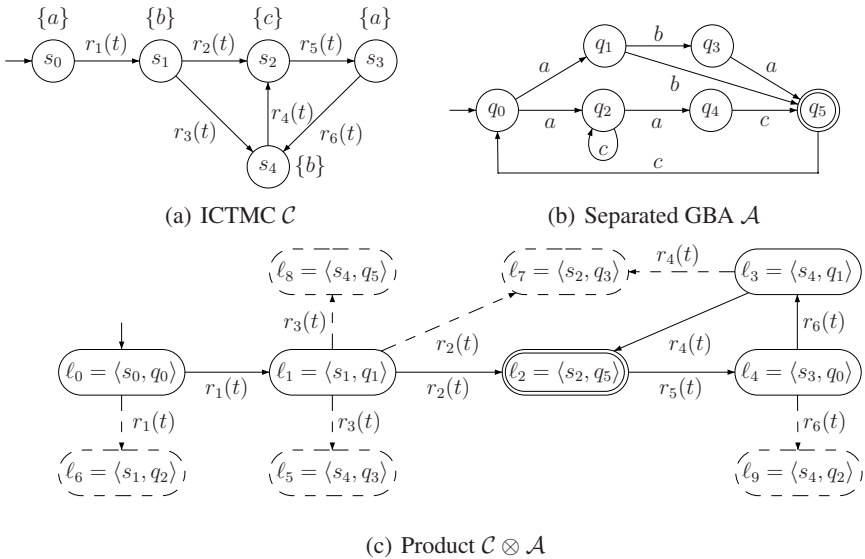 {a} {b} {c} {a}
s₀ r₁(t) s₁ r₂(t) s₂ r₅(t) s₃
r₃(t) r₄(t) r₆(t)
s₄ {b}
(a) ICTMC 𝒞
q₁ b q₃
a b a
q₀ a q₂ a q₄ c q₅
c
c
(b) Separated GBA 𝒜
ℓ₈ = ⟨s₄, q₅⟩ ℓ₇ = ⟨s₂, q₃⟩ r₄(t) ℓ₃ = ⟨s₄, q₁⟩
r₃(t) r₂(t) r₄(t) r₆(t)
ℓ₀ = ⟨s₀, q₀⟩ r₁(t) ℓ₁ = ⟨s₁, q₁⟩ r₂(t) ℓ₂ = ⟨s₂, q₅⟩ r₅(t) ℓ₄ = ⟨s₃, q₀⟩
r₁(t) r₃(t) r₆(t)
ℓ₆ = ⟨s₁, q₂⟩ ℓ₅ = ⟨s₄, q₃⟩ ℓ₉ = ⟨s₄, q₂⟩
(c) Product 𝒞 ⊗ 𝒜